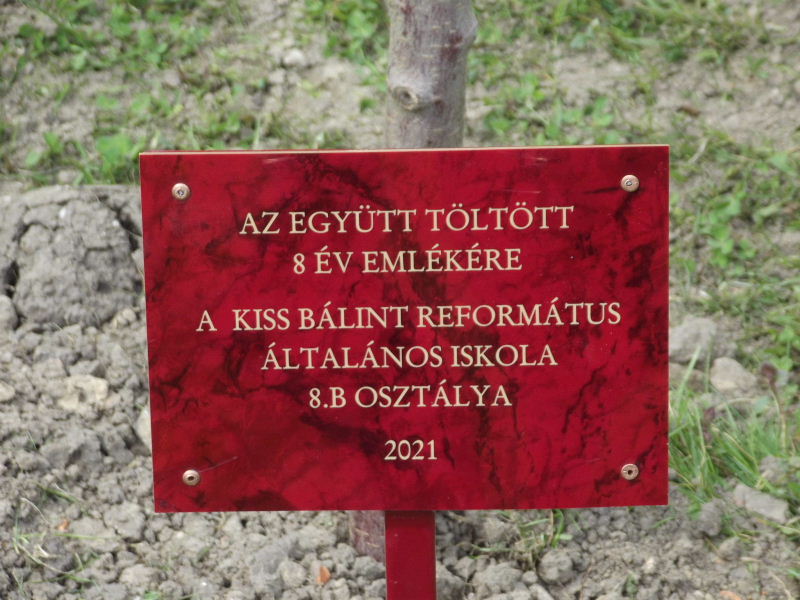 AZ EGYÜTT TÖLTÖTT
8 ÉV EMLÉKÉRE
A KISS BÁLINT REFORMÁTUS
ÁLTALÁNOS ISKOLA
8.B OSZTÁLYA
2021